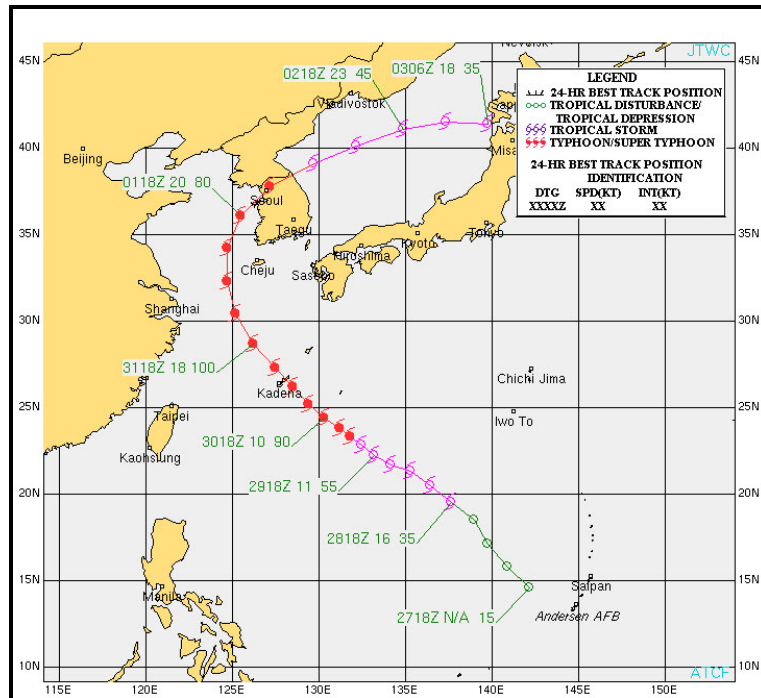 45N
Nevelsk
JTWC
45N
0218Z 23 45
0306Z 18 35
LEGEND
24-HR BEST TRACK POSITION
TROPICAL DISTURBANCE/
TROPICAL DEPRESSION
TROPICAL STORM
TYPHOON/SUPER TYPHOON
24-HR BEST TRACK POSITION
IDENTIFICATION
DTG SPD(KT) INT(KT)
XXXXZ XX XX
Vladivostok
Sap
40N
Beijing
Misa
0118Z 20 80
Seoul
35N
Taegu
Kyoto
Tokyo
35N
Hiroshima
Cheju
Sasebo
Shanghai
30N
30N
3118Z 18 100
Kadena
Chichi Jima
25N
Taipei
Iwo To
25N
3018Z 10 90
Kaohsiung
2918Z 11 55
20N
20N
2818Z 16 35
15N
Manila
Saipan
15N
2718Z N/A 15
Andersen AFB
10N
ATCF
10N
115E 120E 125E 130E 135E 140E 145E 150E